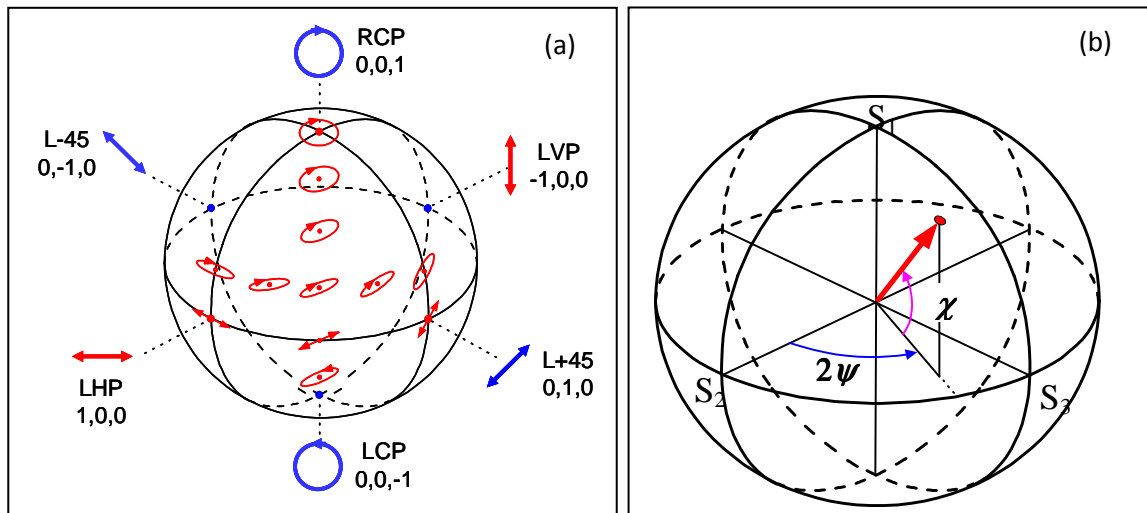 (a)
RCP
0,0,1
L-45
0,-1,0
LVP
-1,0,0
LHP
1,0,0
L+45
0,1,0
LCP
0,0,-1
(b)
S₁
χ
2ψ
S₂
S₃